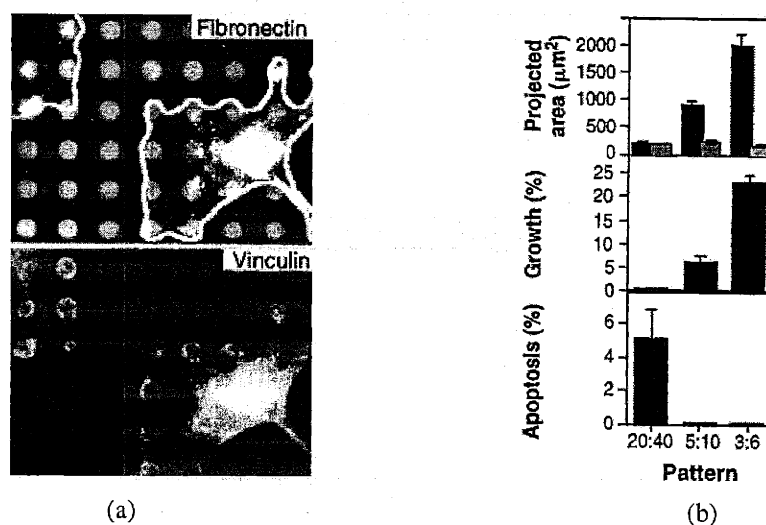 Fibronectin
Vinculin
(a)
Projected
area (μm²)
2000
1500
1000
500
0
Growth (%)
25
20
15
10
5
0
Apoptosis (%)
6
4
2
0
20:40 5:10 3:6
Pattern
(b)